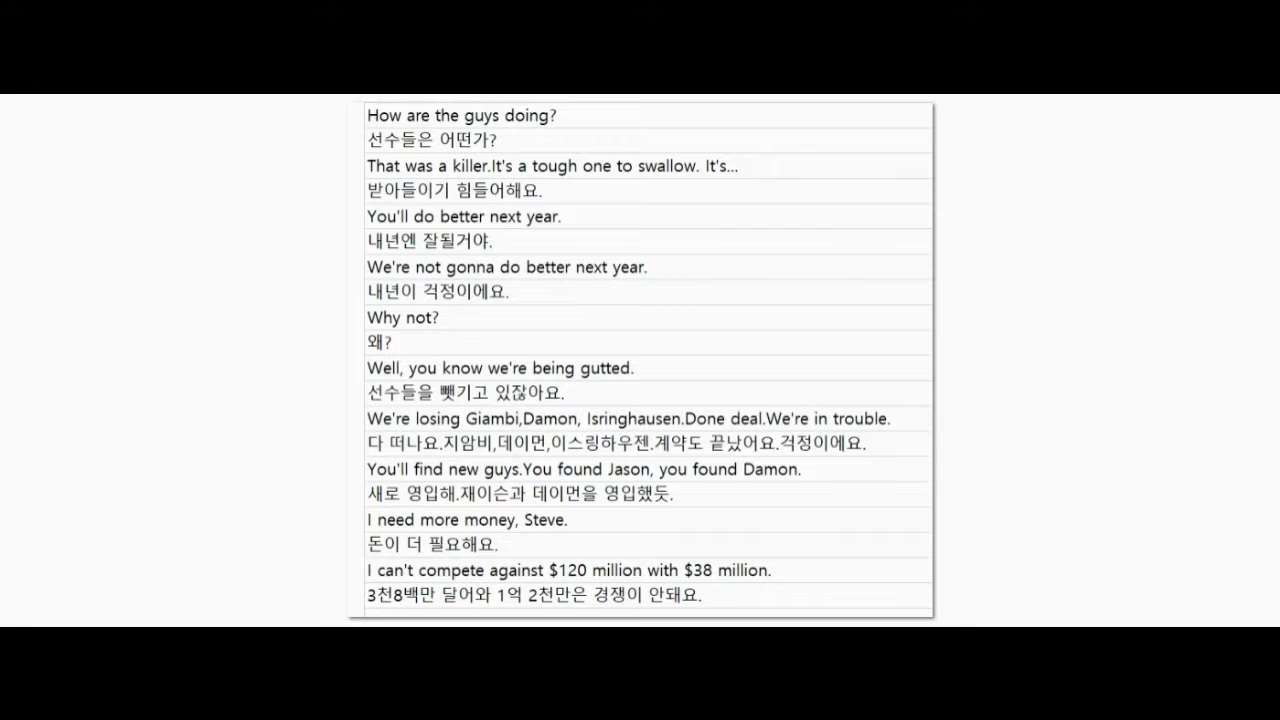 How are the guys doing?
선수들은 어떤가?
That was a killer.It's a tough one to swallow. It's...
받아들이기 힘들어해요.
You'll do better next year.
내년엔 잘될거야.
We're not gonna do better next year.
내년이 걱정이에요.
Why not?
왜?
Well, you know we're being gutted.
선수들을 뺏기고 있잖아요.
We're losing Giambi,Damon, Isringhausen.Done deal.We're in trouble.
다 떠나요.지암비,데이먼,이스링하우젠.계약도 끝났어요.걱정이에요.
You'll find new guys.You found Jason, you found Damon.
새로 영입해.재이슨과 데이먼을 영입했듯.
I need more money, Steve.
돈이 더 필요해요.
I can't compete against $120 million with $38 million.
3천8백만 달어와 1억 2천만은 경쟁이 안돼요.